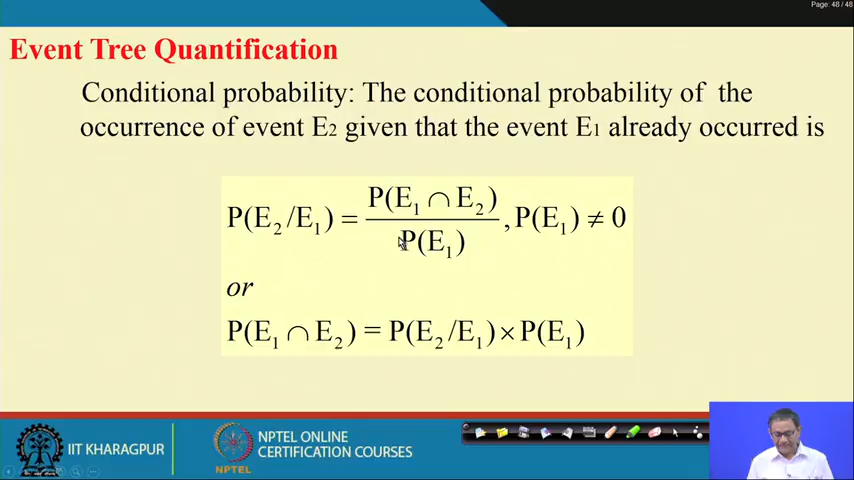 Page: 48 / 48
Event Tree Quantification
Conditional probability: The conditional probability of the
occurrence of event E2 given that the event E1 already occurred is
P(E₂ /E₁) = P(E₁ ∩ E₂) / P(E₁) , P(E₁) ≠ 0
or
P(E₁ ∩ E₂) = P(E₂ /E₁) × P(E₁)
IIT KHARAGPUR
NPTEL
NPTEL ONLINE
CERTIFICATION COURSES